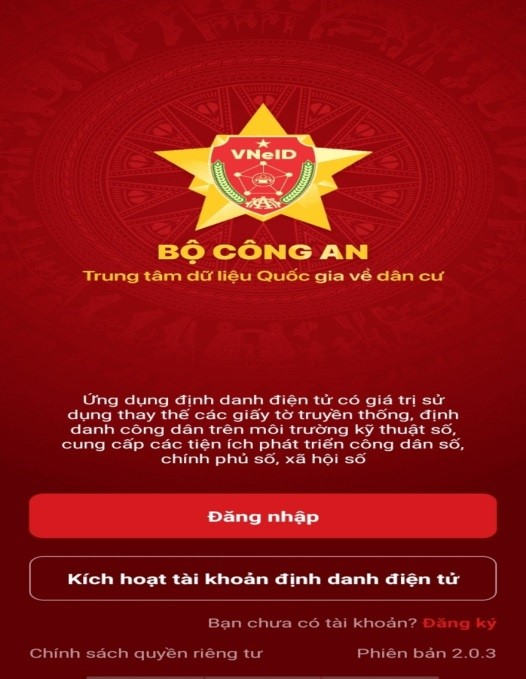 VNeID
BỘ CÔNG AN
Trung tâm dữ liệu Quốc gia về dân cư
Ứng dụng định danh điện tử có giá trị sử
dụng thay thế các giấy tờ truyền thống, định
danh công dân trên môi trường kỹ thuật số,
cung cấp các tiện ích phát triển công dân số,
chính phủ số, xã hội số
Đăng nhập
Kích hoạt tài khoản định danh điện tử
Bạn chưa có tài khoản? Đăng ký
Chính sách quyền riêng tư Phiên bản 2.0.3